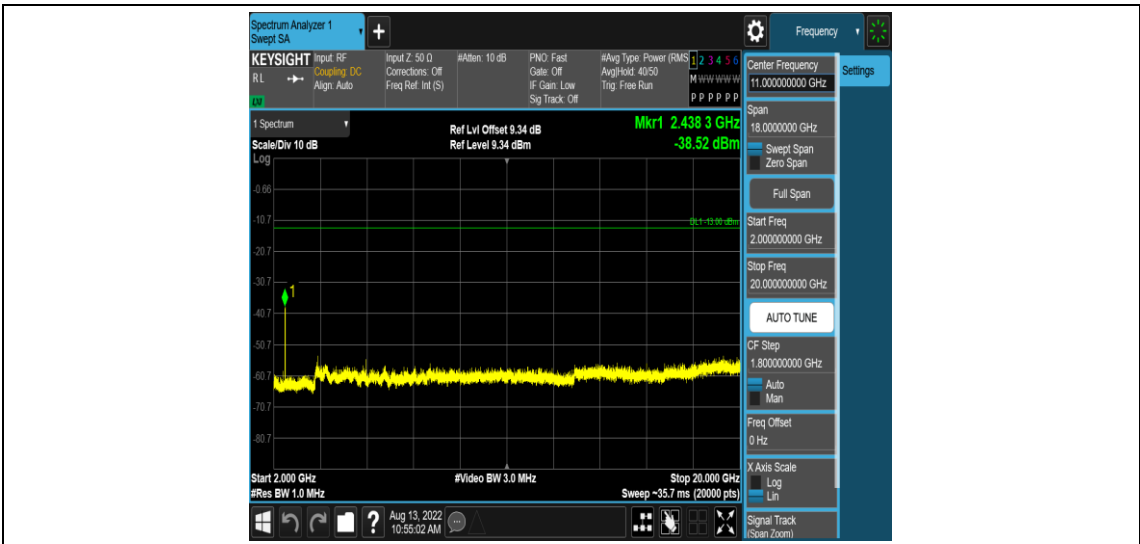 Spectrum Analyzer 1
Swept SA
+
Frequency
KEYSIGHT
RL
LNI
Input: RF
Coupling: DC
Align: Auto
Input Z: 50 Ω
Corrections: Off
Freq Ref: Int (S)
#Atten: 10 dB
PNO: Fast
Gate: Off
IF Gain: Low
Sig Track: Off
#Avg Type: Power (RMS
Avg|Hold: 40/50
Trig: Free Run
1 2 3 4 5 6
M W W W W W
P P P P P P
1 Spectrum
Scale/Div 10 dB
Ref Lvl Offset 9.34 dB
Ref Level 9.34 dBm
Mkr1 2.438 3 GHz
-38.52 dBm
Log
-0.66
-10.7
DL1 -13.00 dBm
-20.7
-30.7
1
-40.7
-50.7
-60.7
-70.7
-80.7
Start 2.000 GHz
#Video BW 3.0 MHz
Stop 20.000 GHz
#Res BW 1.0 MHz
Sweep ~35.7 ms (20000 pts)
?
Aug 13, 2022
10:55:02 AM
Center Frequency
11.000000000 GHz
Settings
Span
18.0000000 GHz
Swept Span
Zero Span
Full Span
Start Freq
2.000000000 GHz
Stop Freq
20.000000000 GHz
AUTO TUNE
CF Step
1.800000000 GHz
Auto
Man
Freq Offset
0 Hz
X Axis Scale
Log
Lin
Signal Track
(Span Zoom)